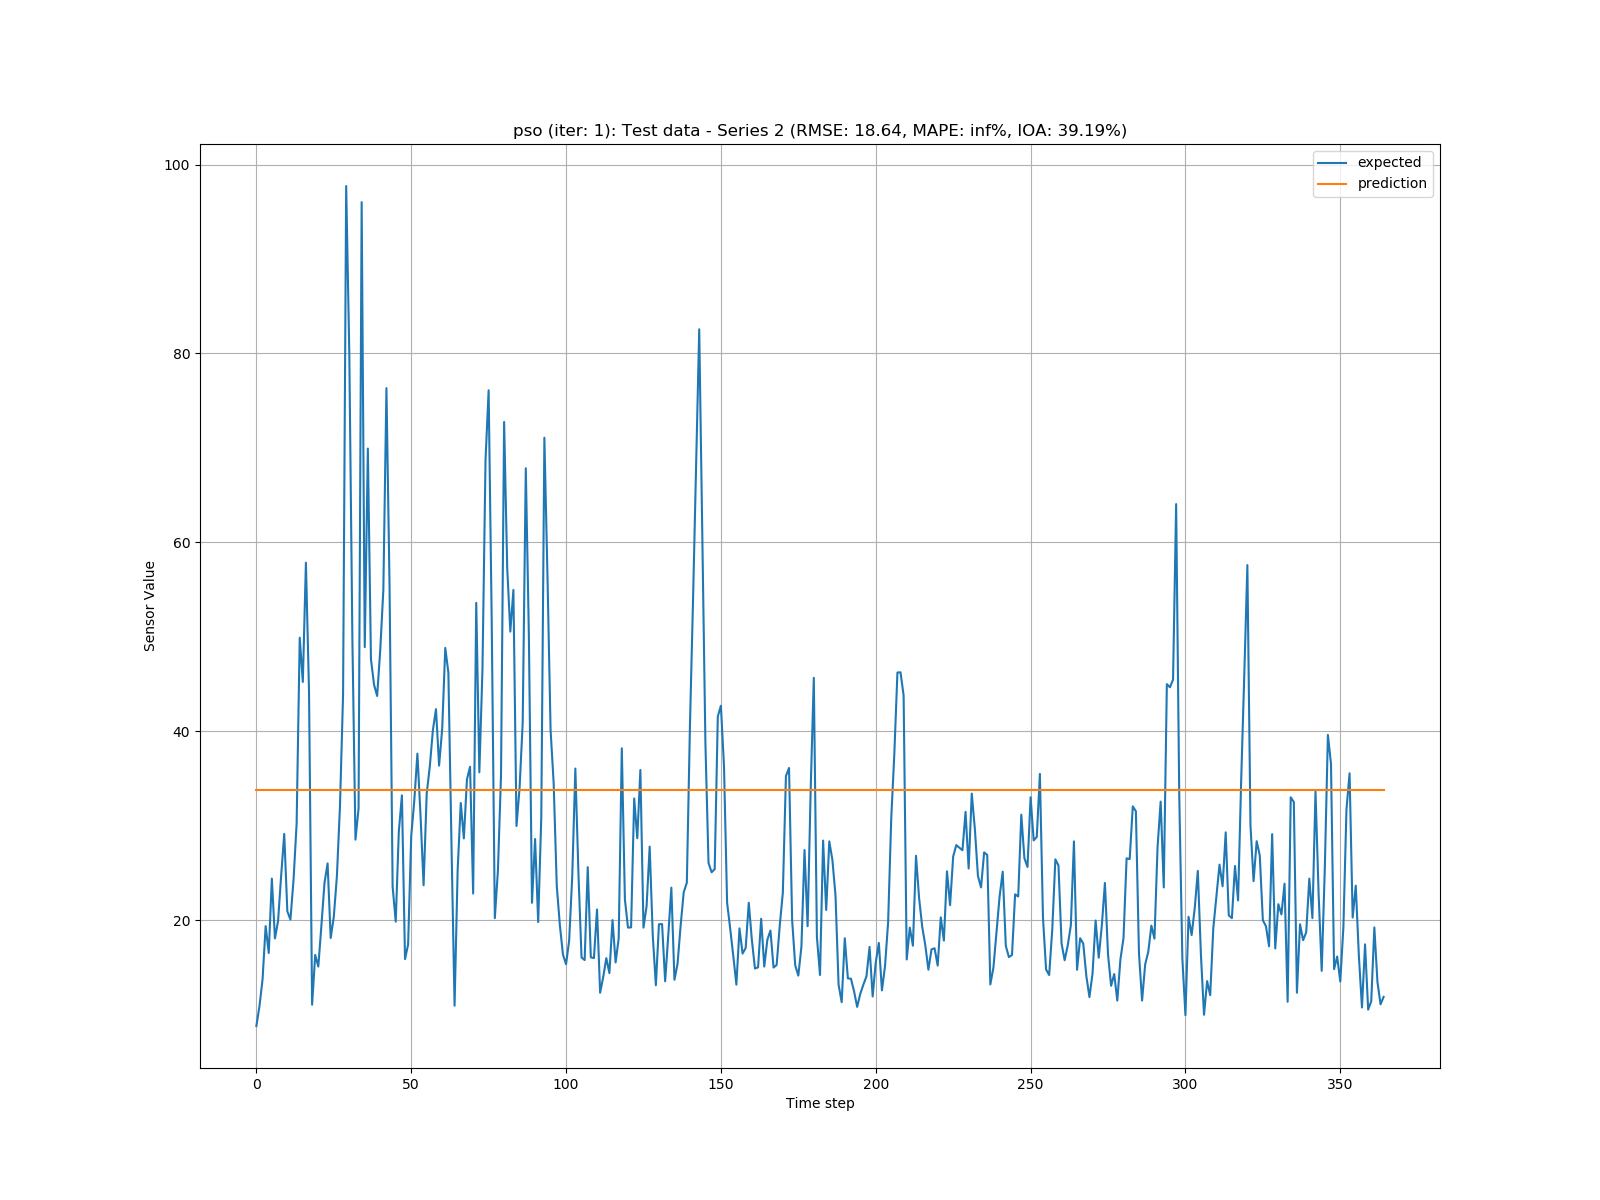 pso (iter: 1): Test data - Series 2 (RMSE: 18.64, MAPE: inf%, IOA: 39.19%)
expected
prediction
100
80
60
40
20
Sensor Value
0 50 100 150 200 250 300 350
Time step